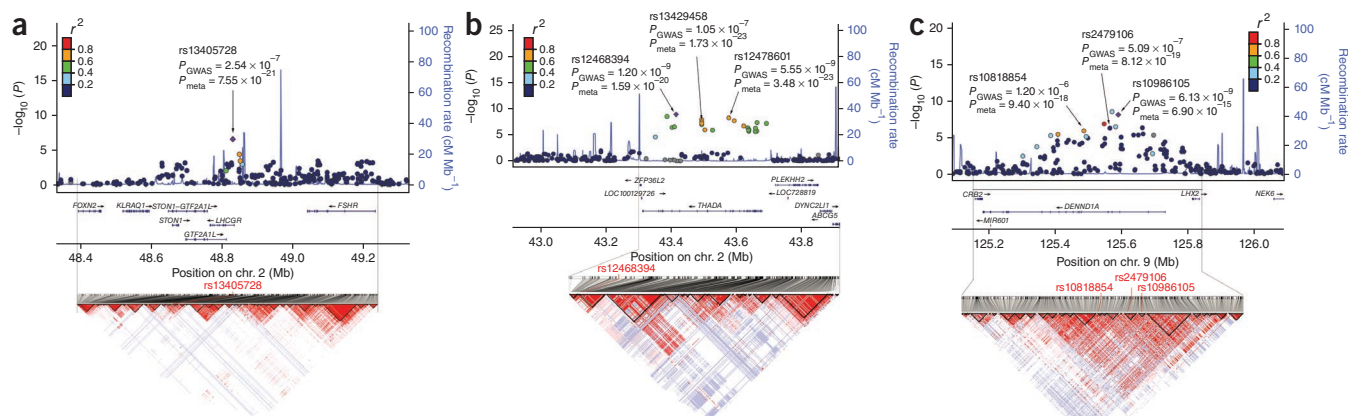 a
r²
0.8
0.6
0.4
0.2
rs13405728
P_GWAS = 2.54 × 10⁻⁷
P_meta = 7.55 × 10⁻²¹
20
15
10
5
0
−log₁₀ (P)
100
80
60
40
20
0
Recombination rate (cM Mb⁻¹)
FOXN2→
KLRAQ1→
STON1–GTF2A1L→
STON1→
←LHCGR
GTF2A1L→
←FSHR
48.4 48.6 48.8 49.0 49.2
Position on chr. 2 (Mb)
rs13405728
b
r²
0.8
0.6
0.4
0.2
rs13429458
P_GWAS = 1.05 × 10⁻⁷
P_meta = 1.73 × 10⁻²³
rs12468394
P_GWAS = 1.20 × 10⁻⁹
P_meta = 1.59 × 10⁻²⁰
rs12478601
P_GWAS = 5.55 × 10⁻⁹
P_meta = 3.48 × 10⁻²³
25
20
15
10
5
0
−log₁₀ (P)
100
80
60
40
20
0
Recombination rate (cM Mb⁻¹)
←ZFP36L2
LOC100129726→
←THADA
PLEKHH2→
←LOC728819
DYNC2LI1→
ABCG5
43.0 43.2 43.4 43.6 43.8
Position on chr. 2 (Mb)
rs12468394
c
r²
0.8
0.6
0.4
0.2
rs2479106
P_GWAS = 5.09 × 10⁻⁷
P_meta = 8.12 × 10⁻¹⁹
rs10818854
P_GWAS = 1.20 × 10⁻⁶
P_meta = 9.40 × 10⁻¹⁸
rs10986105
P_GWAS = 6.13 × 10⁻⁹
P_meta = 6.90 × 10⁻¹⁵
20
15
10
5
0
−log₁₀ (P)
100
80
60
40
20
0
Recombination rate (cM Mb⁻¹)
CRB2→
←MIR601
←DENND1A
LHX2→
NEK6→
125.2 125.4 125.6 125.8 126.0
Position on chr. 9 (Mb)
rs2479106
rs10818854 rs10986105